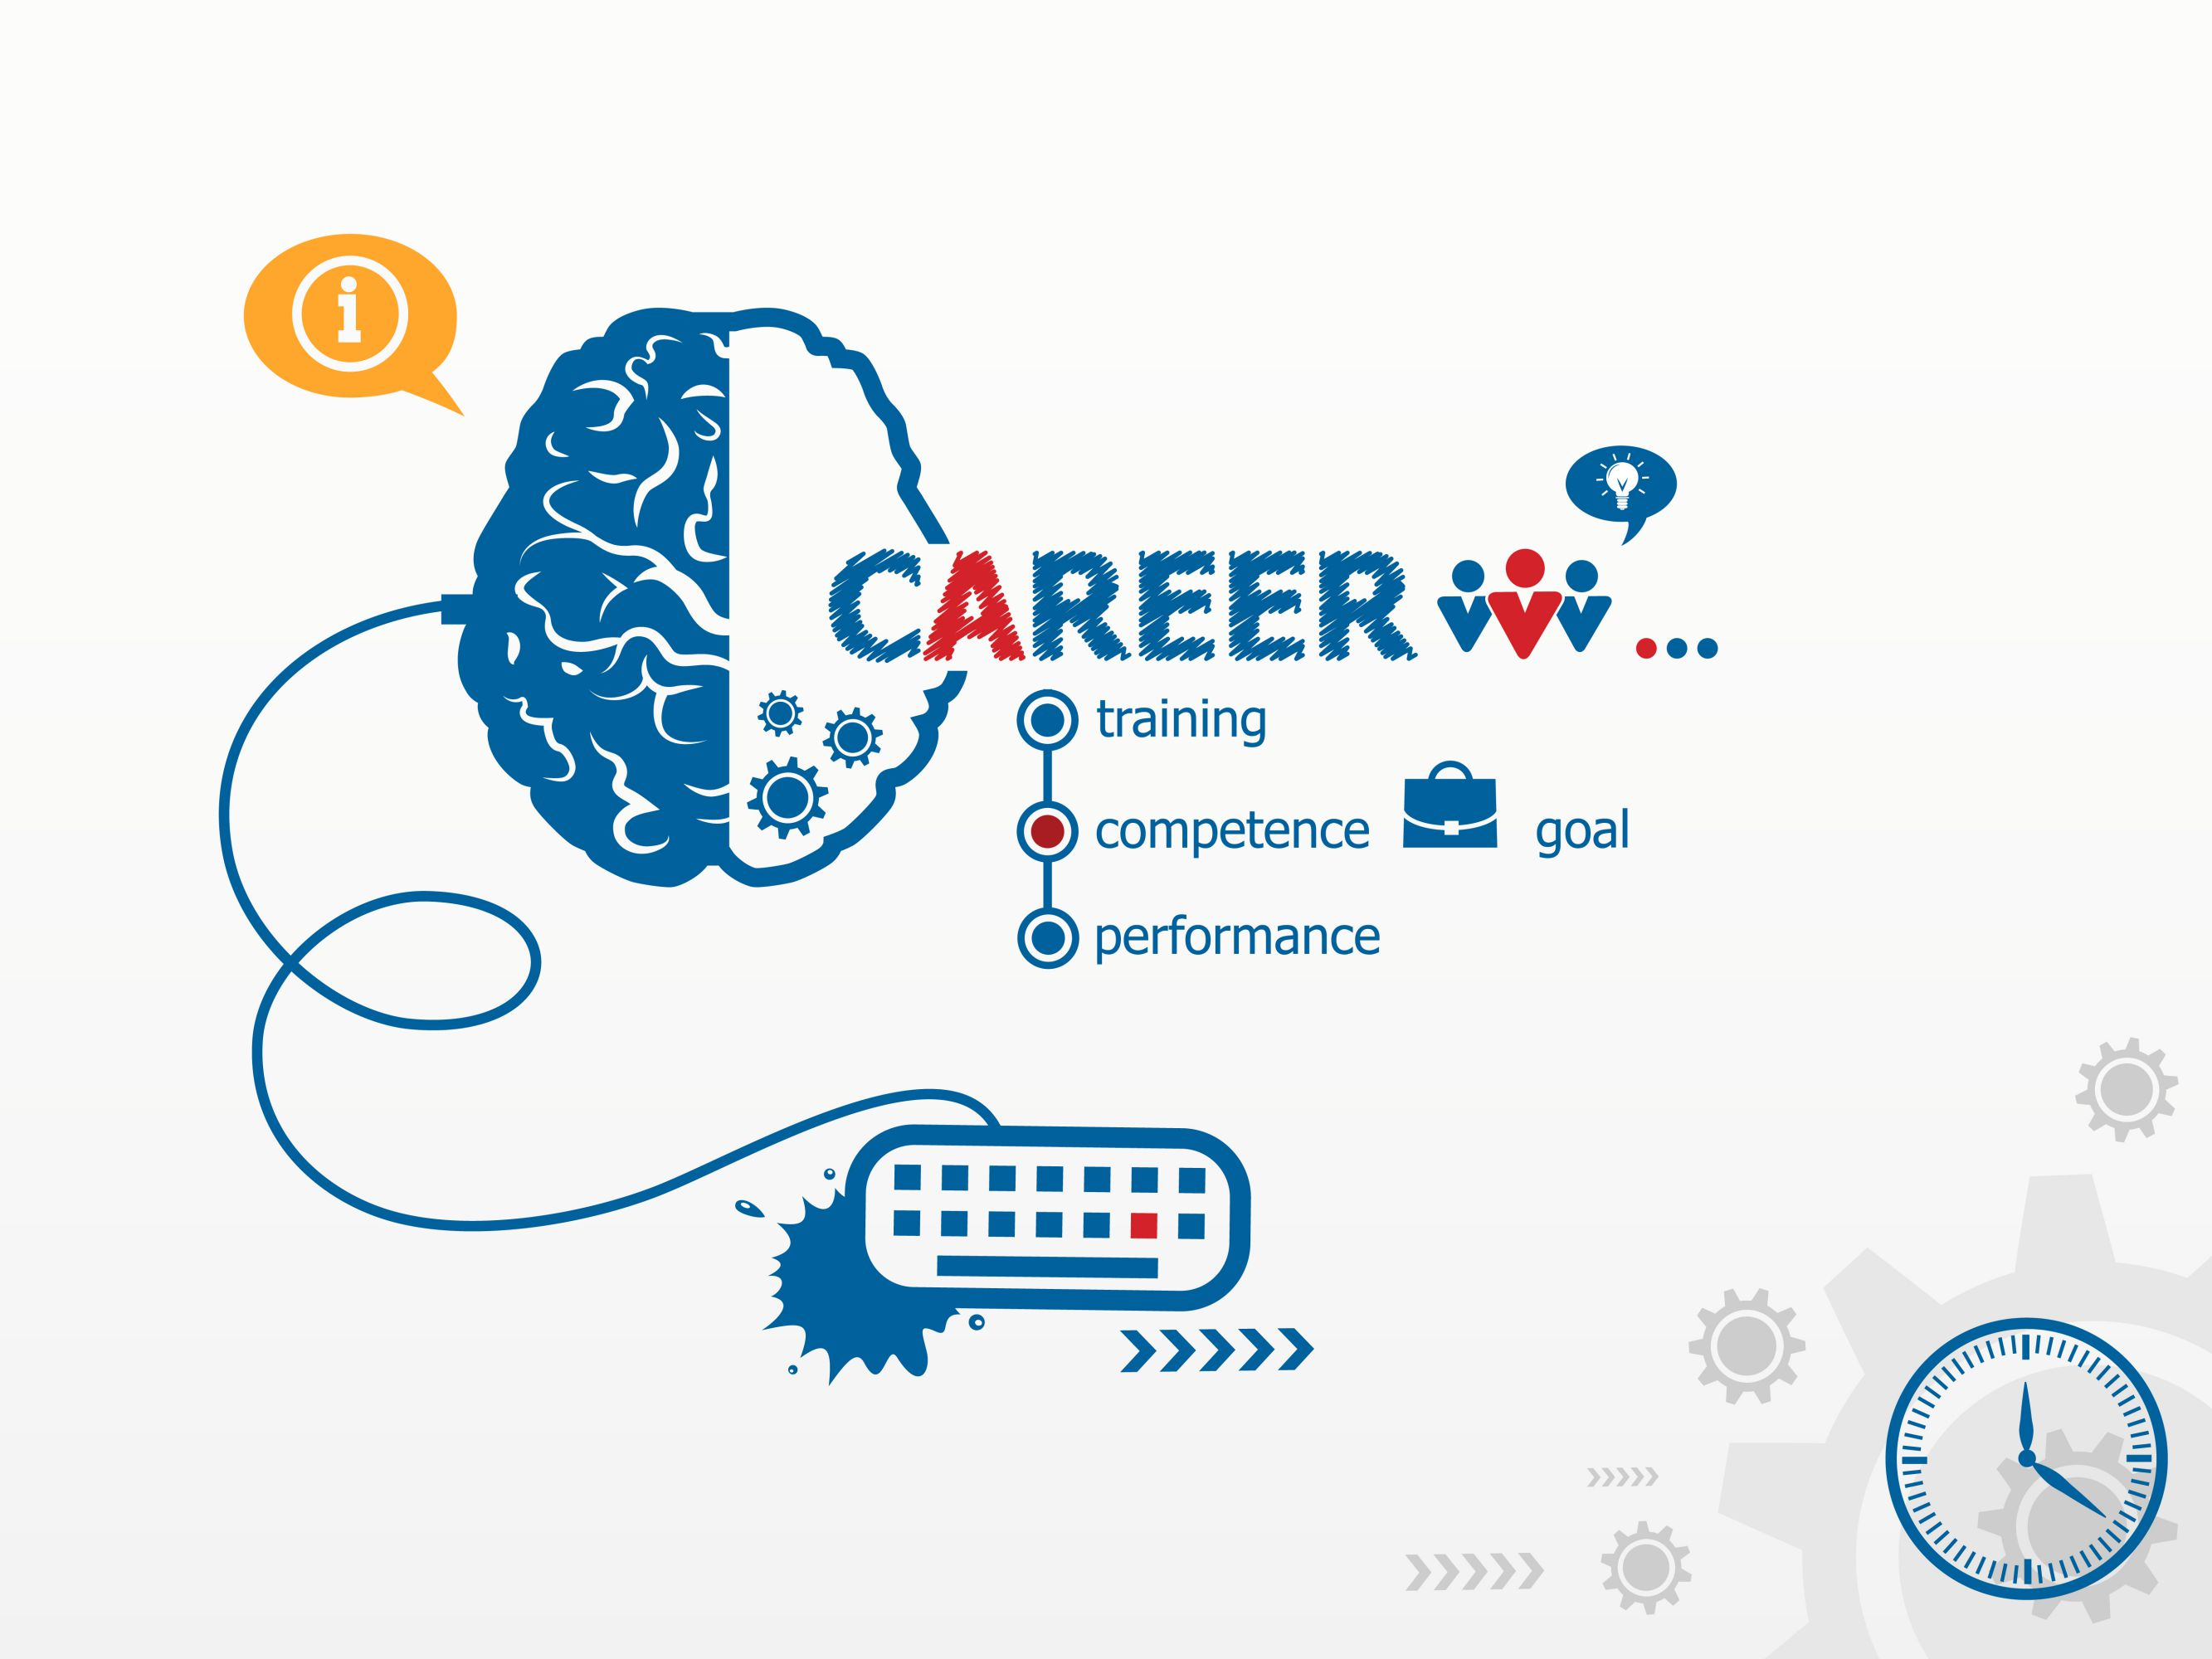 i
CAREER...
training
competence
goal
performance